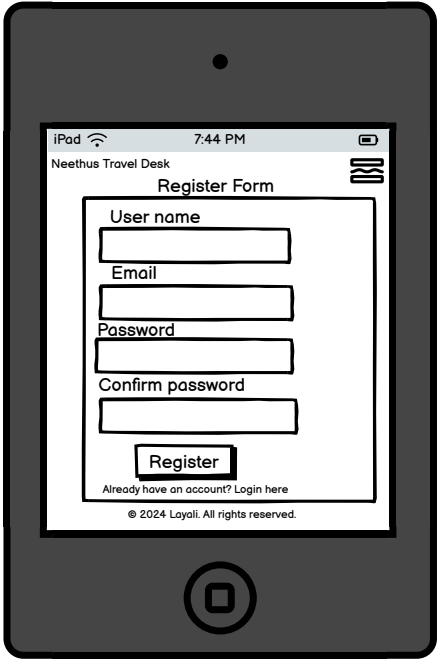 iPad 7:44 PM
Neethus Travel Desk
Register Form
User name
Email
Password
Confirm password
Register
Already have an account? Login here
© 2024 Layali. All rights reserved.